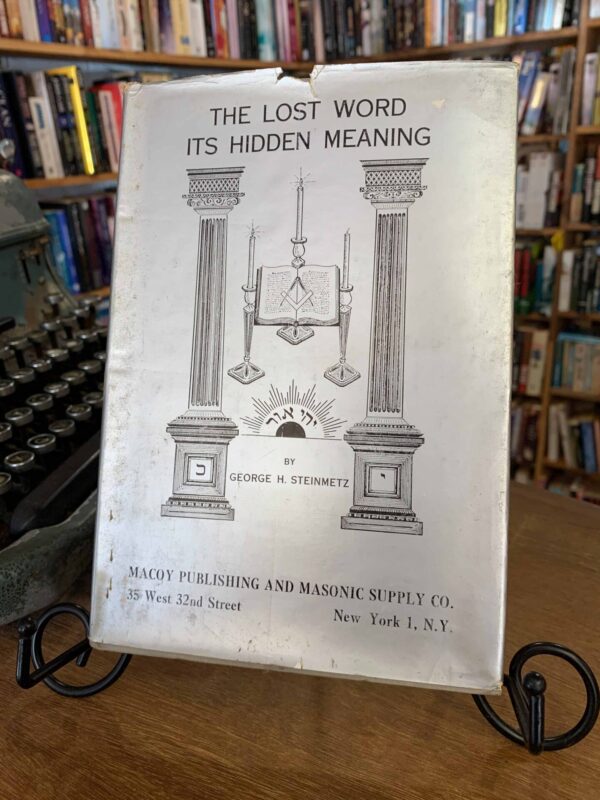 THE LOST WORD
ITS HIDDEN MEANING
יהי אור
BY
GEORGE H. STEINMETZ
י
MACOY PUBLISHING AND MASONIC SUPPLY CO.
35 West 32nd Street
New York 1, N.Y.